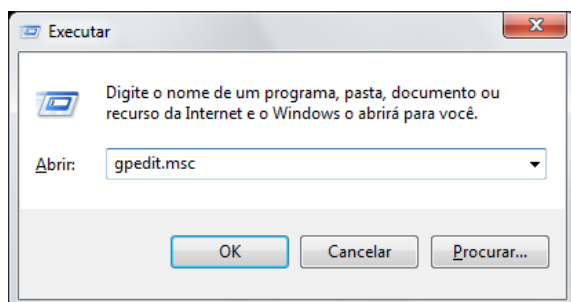 Executar
Digite o nome de um programa, pasta, documento ou
recurso da Internet e o Windows o abrirá para você.
Abrir: gpedit.msc
OK Cancelar Procurar...